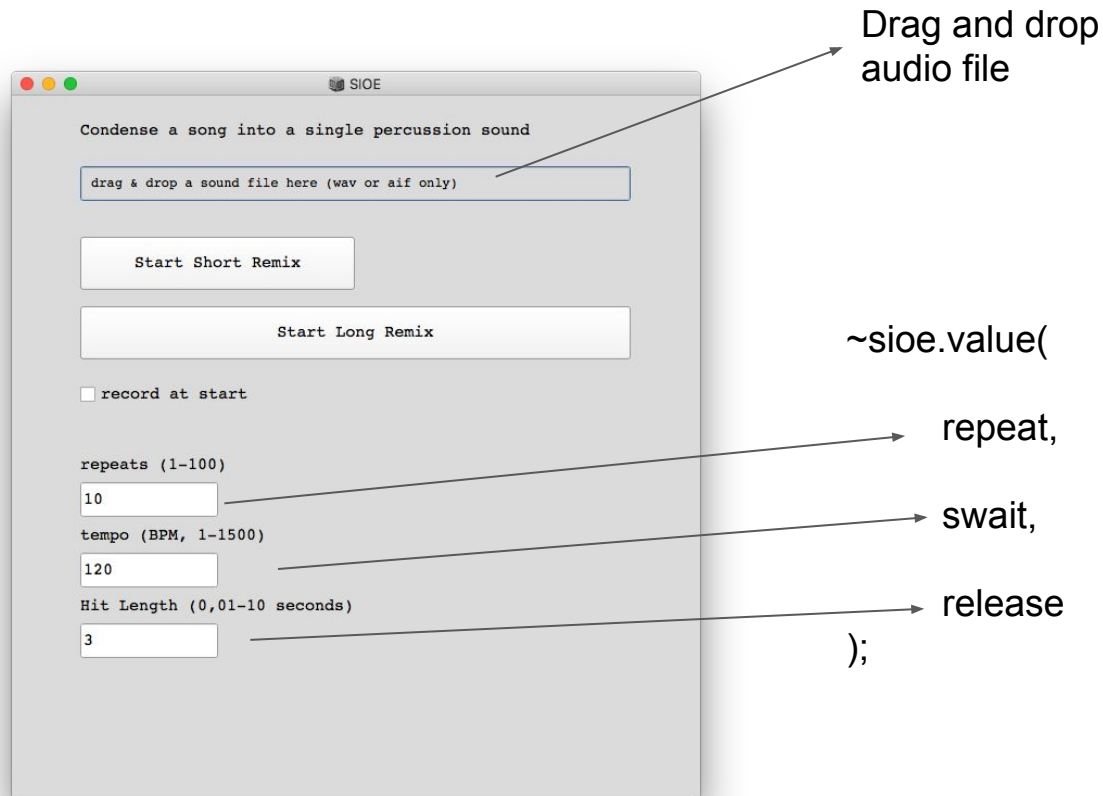 Drag and drop
audio file
SIOE
Condense a song into a single percussion sound
drag & drop a sound file here (wav or aif only)
Start Short Remix
Start Long Remix
record at start
repeats (1-100)
10
tempo (BPM, 1-1500)
120
Hit Length (0,01-10 seconds)
3
~sioe.value(
repeat,
swait,
release
);